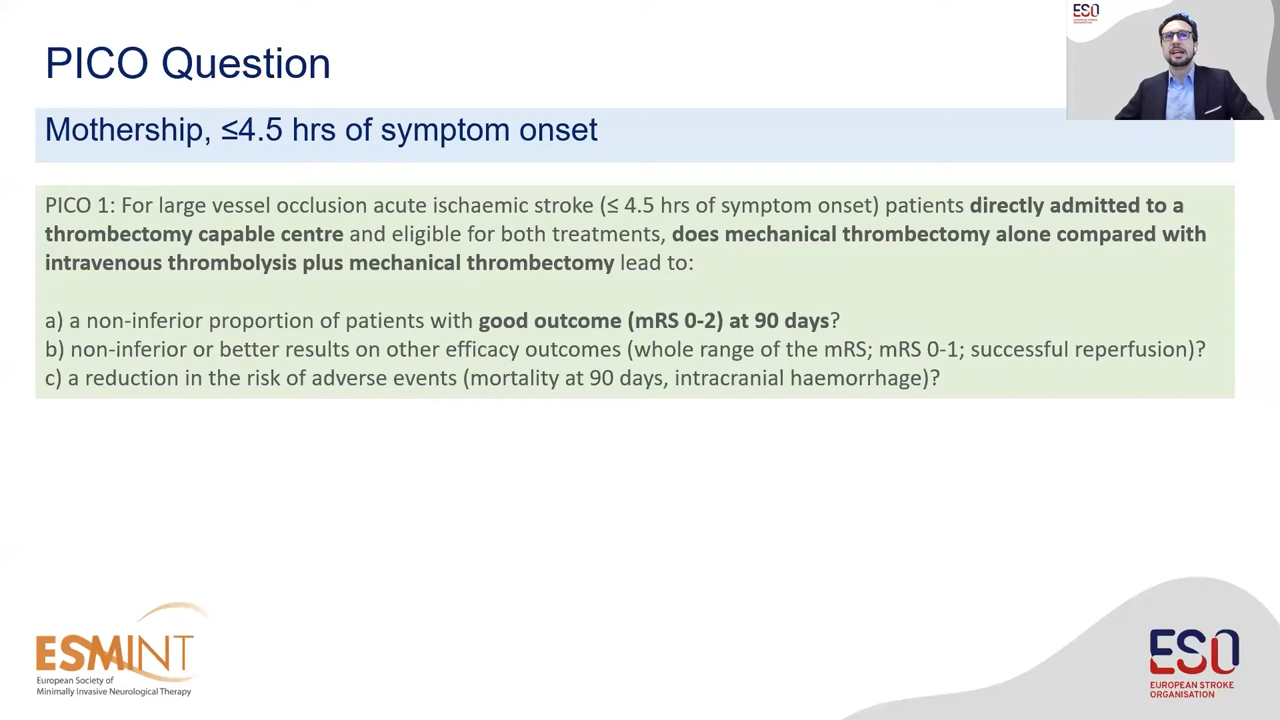 PICO Question
Mothership, ≤4.5 hrs of symptom onset
PICO 1: For large vessel occlusion acute ischaemic stroke (≤ 4.5 hrs of symptom onset) patients directly admitted to a
thrombectomy capable centre and eligible for both treatments, does mechanical thrombectomy alone compared with
intravenous thrombolysis plus mechanical thrombectomy lead to:
a) a non-inferior proportion of patients with good outcome (mRS 0-2) at 90 days?
b) non-inferior or better results on other efficacy outcomes (whole range of the mRS; mRS 0-1; successful reperfusion)?
c) a reduction in the risk of adverse events (mortality at 90 days, intracranial haemorrhage)?
ESO
EUROPEAN STROKE
ORGANISATION
ESMINT
European Society of
Minimally Invasive Neurological Therapy
ESO
EUROPEAN STROKE
ORGANISATION